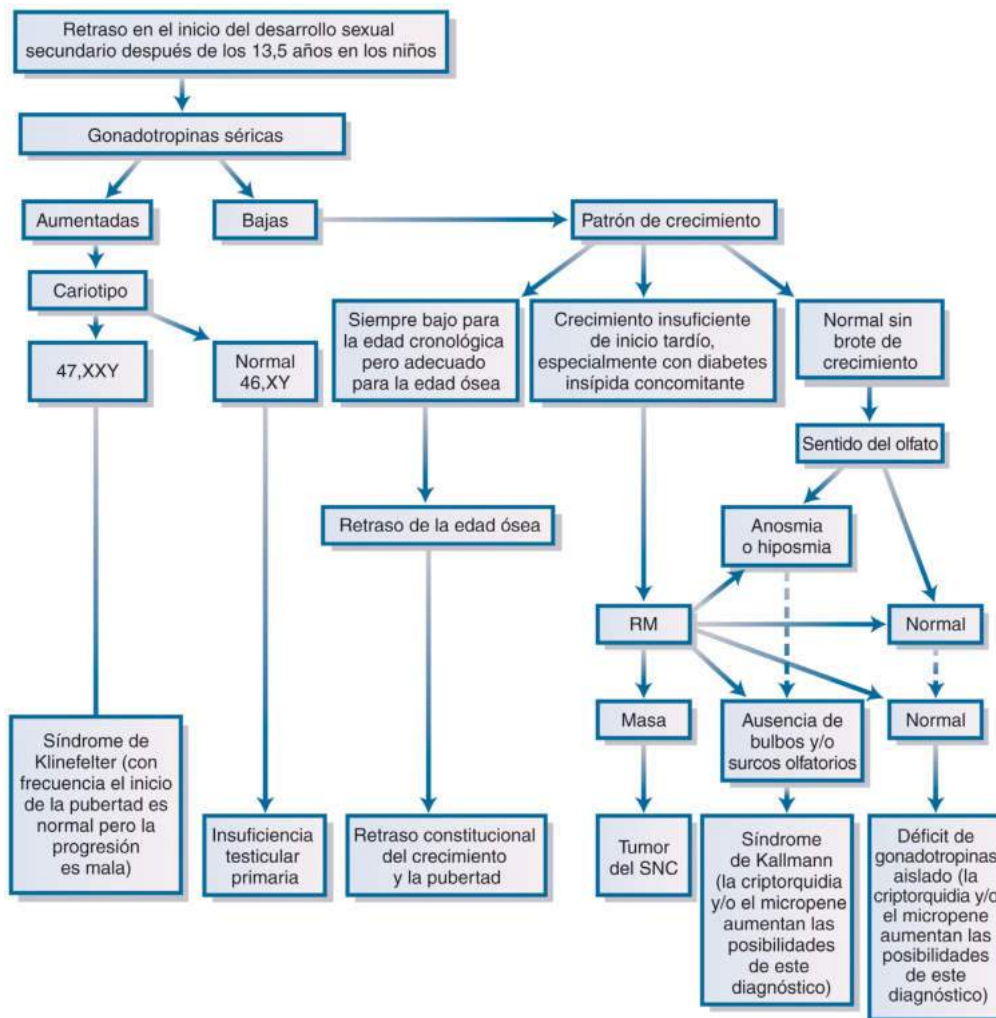 Retraso en el inicio del desarrollo sexual
secundario después de los 13,5 años en los niños
Gonadotropinas séricas
Aumentadas
Bajas
Patrón de crecimiento
Cariotipo
47,XXY
Normal
46,XY
Siempre bajo para
la edad cronológica
pero adecuado
para la edad ósea
Crecimiento insuficiente
de inicio tardío,
especialmente con diabetes
insípida concomitante
Normal sin
brote de
crecimiento
Sentido del olfato
Retraso de la edad ósea
Anosmia
o hiposmia
RM
Normal
Masa
Ausencia de
bulbos y/o
surcos olfatorios
Normal
Síndrome de
Klinefelter (con
frecuencia el inicio
de la pubertad es
normal pero la
progresión
es mala)
Insuficiencia
testicular
primaria
Retraso constitucional
del crecimiento
y la pubertad
Tumor
del SNC
Síndrome
de Kallmann
(la criptorquidia
y/o el micropene
aumentan las
posibilidades
de este
diagnóstico)
Déficit de
gonadotropinas
aislado (la
criptorquidia y/o
el micropene
aumentan las
posibilidades
de este
diagnóstico)